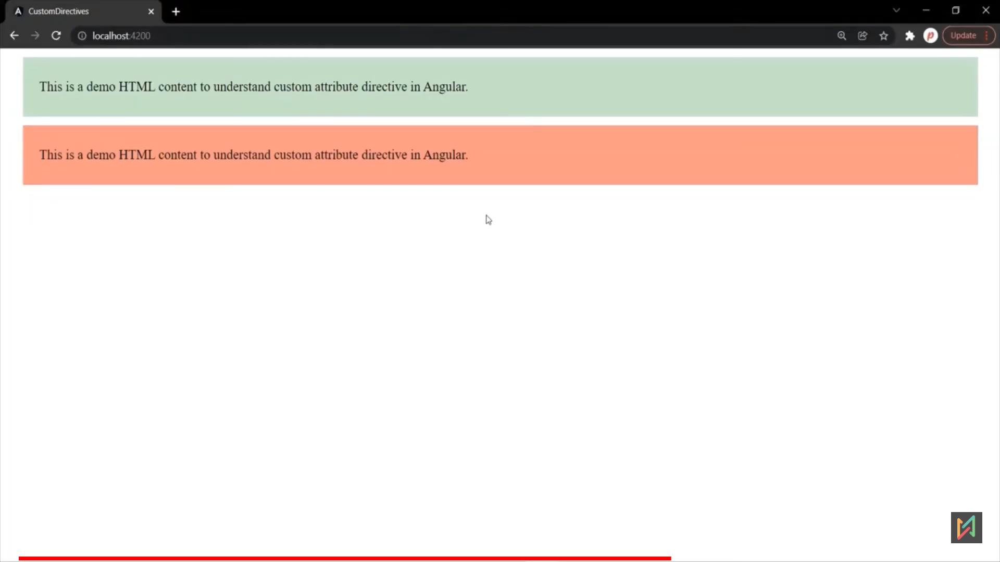 CustomDirectives
localhost:4200
Update
This is a demo HTML content to understand custom attribute directive in Angular.
This is a demo HTML content to understand custom attribute directive in Angular.